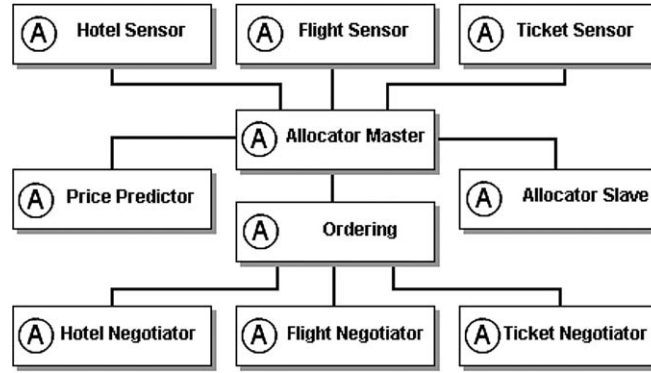 A Hotel Sensor
A Flight Sensor
A Ticket Sensor
A Allocator Master
A Price Predictor
A Allocator Slave
A Ordering
A Hotel Negotiator
A Flight Negotiator
A Ticket Negotiator